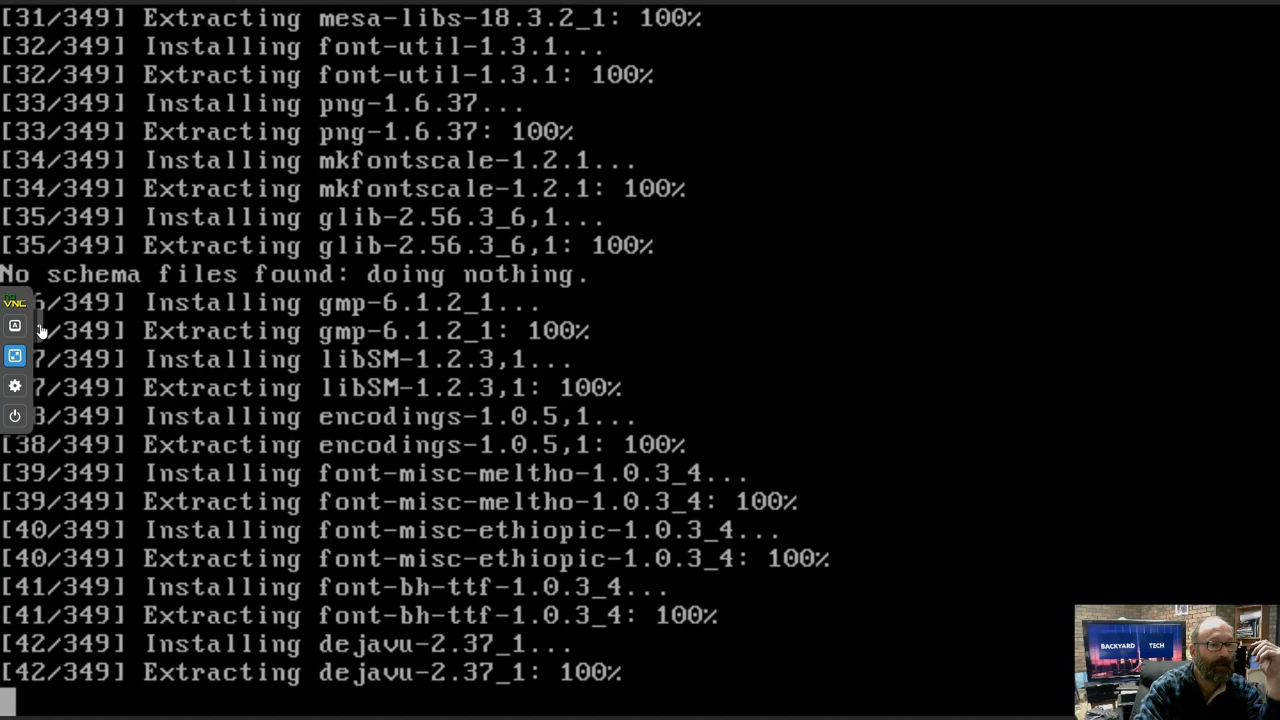 [31/349] Extracting mesa-libs-18.3.2_1: 100%
[32/349] Installing font-util-1.3.1...
[32/349] Extracting font-util-1.3.1: 100%
[33/349] Installing png-1.6.37...
[33/349] Extracting png-1.6.37: 100%
[34/349] Installing mkfontscale-1.2.1...
[34/349] Extracting mkfontscale-1.2.1: 100%
[35/349] Installing glib-2.56.3_6,1...
[35/349] Extracting glib-2.56.3_6,1: 100%
No schema files found: doing nothing.
6/349] Installing gmp-6.1.2_1...
/349] Extracting gmp-6.1.2_1: 100%
7/349] Installing libSM-1.2.3,1...
7/349] Extracting libSM-1.2.3,1: 100%
8/349] Installing encodings-1.0.5,1...
[38/349] Extracting encodings-1.0.5,1: 100%
[39/349] Installing font-misc-meltho-1.0.3_4...
[39/349] Extracting font-misc-meltho-1.0.3_4: 100%
[40/349] Installing font-misc-ethiopic-1.0.3_4...
[40/349] Extracting font-misc-ethiopic-1.0.3_4: 100%
[41/349] Installing font-bh-ttf-1.0.3_4...
[41/349] Extracting font-bh-ttf-1.0.3_4: 100%
[42/349] Installing dejavu-2.37_1...
[42/349] Extracting dejavu-2.37_1: 100%
no
VNC
A
BACKYARD TECH